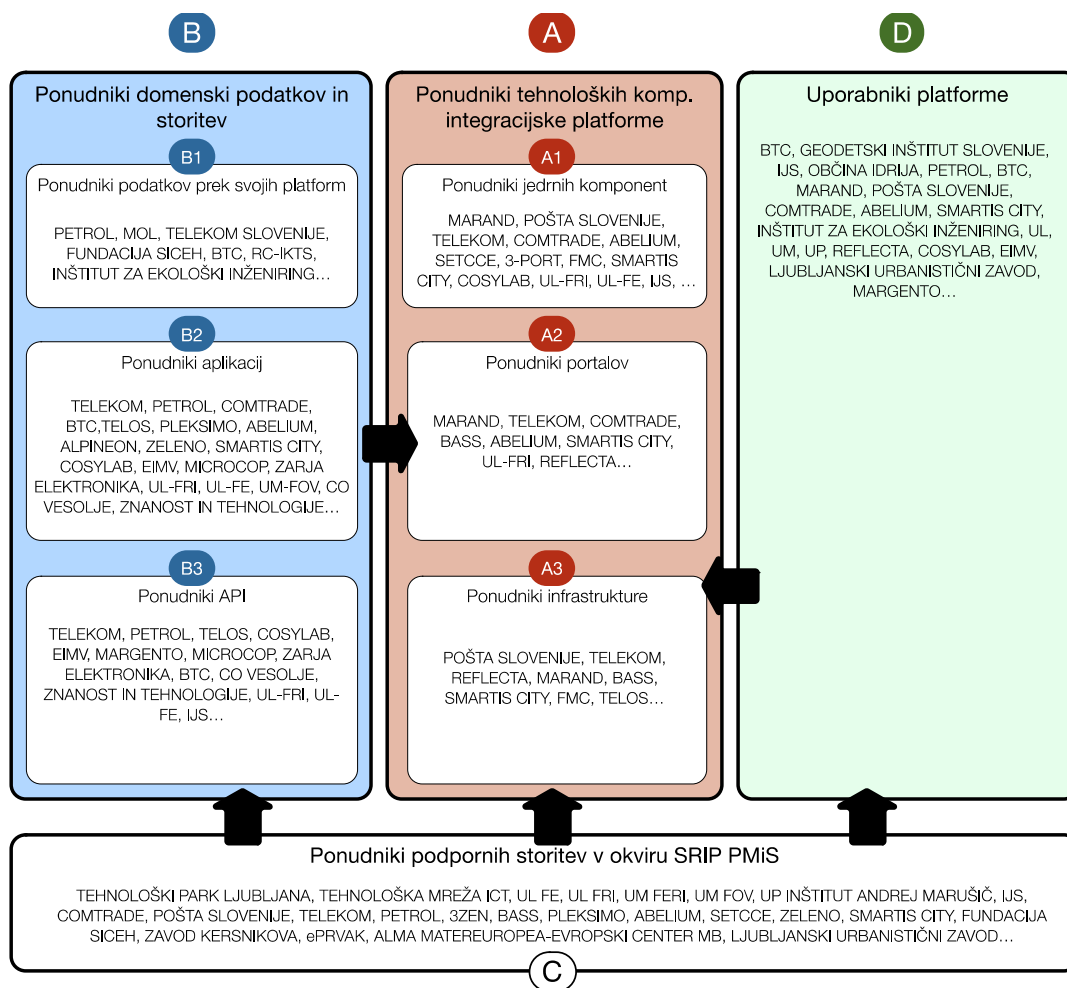 B
Ponudniki domenski podatkov in
storitev
B1
Ponudniki podatkov prek svojih platform
PETROL, MOL, TELEKOM SLOVENIJE,
FUNDACIJA SICEH, BTC, RC-IKTS,
INŠTITUT ZA EKOLOŠKI INŽENIRING…
B2
Ponudniki aplikacij
TELEKOM, PETROL, COMTRADE,
BTC,TELOS, PLEKSIMO, ABELIUM,
ALPINEON, ZELENO, SMARTIS CITY,
COSYLAB, EIMV, MICROCOP, ZARJA
ELEKTRONIKA, UL-FRI, UL-FE, UM-FOV, CO
VESOLJE, ZNANOST IN TEHNOLOGIJE…
B3
Ponudniki API
TELEKOM, PETROL, TELOS, COSYLAB,
EIMV, MARGENTO, MICROCOP, ZARJA
ELEKTRONIKA, BTC, CO VESOLJE,
ZNANOST IN TEHNOLOGIJE, UL-FRI, UL-
FE, IJS…
A
Ponudniki tehnoloških komp.
integracijske platforme
A1
Ponudniki jedrnih komponent
MARAND, POŠTA SLOVENIJE,
TELEKOM, COMTRADE, ABELIUM,
SETCCE, 3-PORT, FMC, SMARTIS
CITY, COSYLAB, UL-FRI, UL-FE, IJS, …
A2
Ponudniki portalov
MARAND, TELEKOM, COMTRADE,
BASS, ABELIUM, SMARTIS CITY,
UL-FRI, REFLECTA…
A3
Ponudniki infrastrukture
POŠTA SLOVENIJE, TELEKOM,
REFLECTA, MARAND, BASS,
SMARTIS CITY, FMC, TELOS…
D
Uporabniki platforme
BTC, GEODETSKI INŠTITUT SLOVENIJE,
IJS, OBČINA IDRIJA, PETROL, BTC,
MARAND, POŠTA SLOVENIJE,
COMTRADE, ABELIUM, SMARTIS CITY,
INŠTITUT ZA EKOLOŠKI INŽENIRING, UL,
UM, UP, REFLECTA, COSYLAB, EIMV,
LJUBLJANSKI URBANISTIČNI ZAVOD,
MARGENTO…
Ponudniki podpornih storitev v okviru SRIP PMiS
TEHNOLOŠKI PARK LJUBLJANA, TEHNOLOŠKA MREŽA ICT, UL FE, UL FRI, UM FERI, UM FOV, UP INŠTITUT ANDREJ MARUŠIČ, IJS,
COMTRADE, POŠTA SLOVENIJE, TELEKOM, PETROL, 3ZEN, BASS, PLEKSIMO, ABELIUM, SETCCE, ZELENO, SMARTIS CITY, FUNDACIJA
SICEH, ZAVOD KERSNIKOVA, ePRVAK, ALMA MATEREUROPEA-EVROPSKI CENTER MB, LJUBLJANSKI URBANISTIČNI ZAVOD…
C